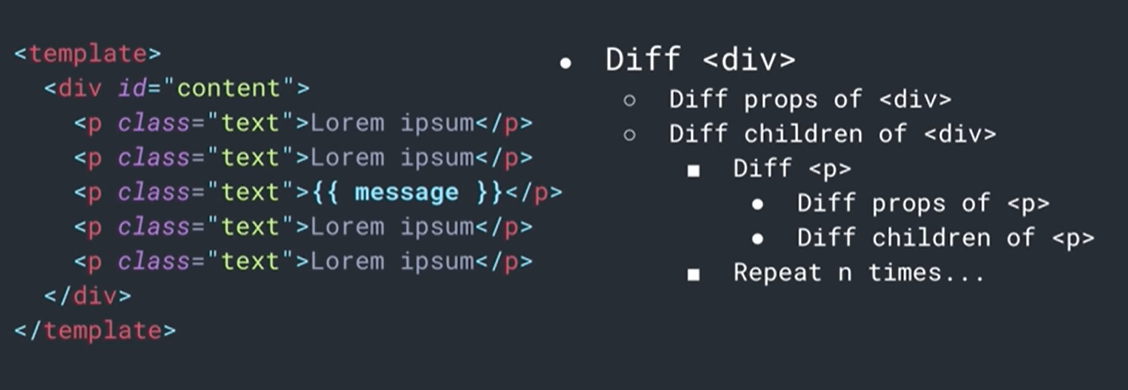 <template>
<div id="content">
<p class="text">Lorem ipsum</p>
<p class="text">Lorem ipsum</p>
<p class="text">{{ message }}</p>
<p class="text">Lorem ipsum</p>
<p class="text">Lorem ipsum</p>
</div>
</template>
Diff <div>
Diff props of <div>
Diff children of <div>
Diff <p>
Diff props of <p>
Diff children of <p>
Repeat n times...